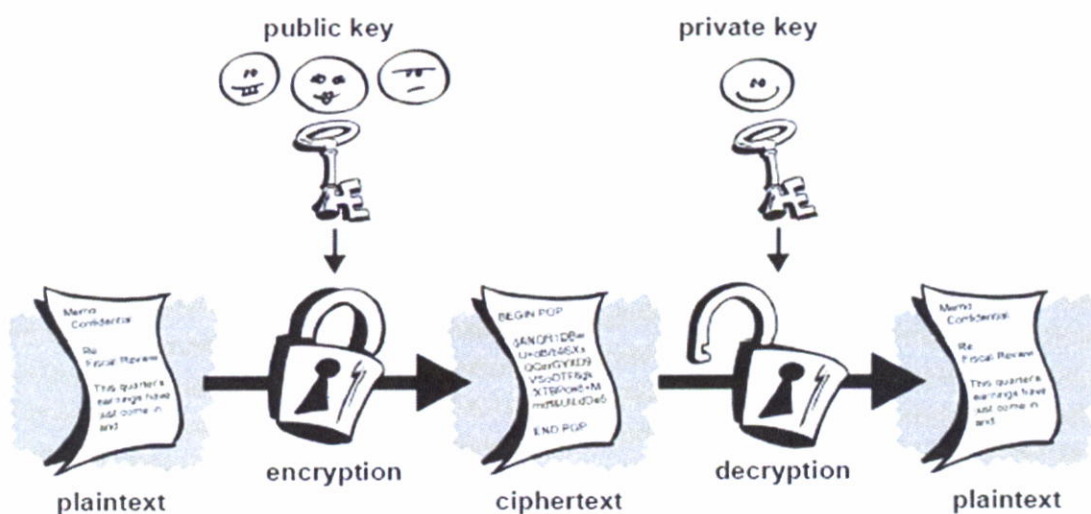 public key
private key
Memo
Confidential
Re
Fiscal Review
This quarter's
earnings have
just come in
and
BEGIN PGP
END PGP
Memo
Confidential
Re
Fiscal Review
This quarter's
earnings have
just come in
and
encryption
decryption
plaintext
ciphertext
plaintext